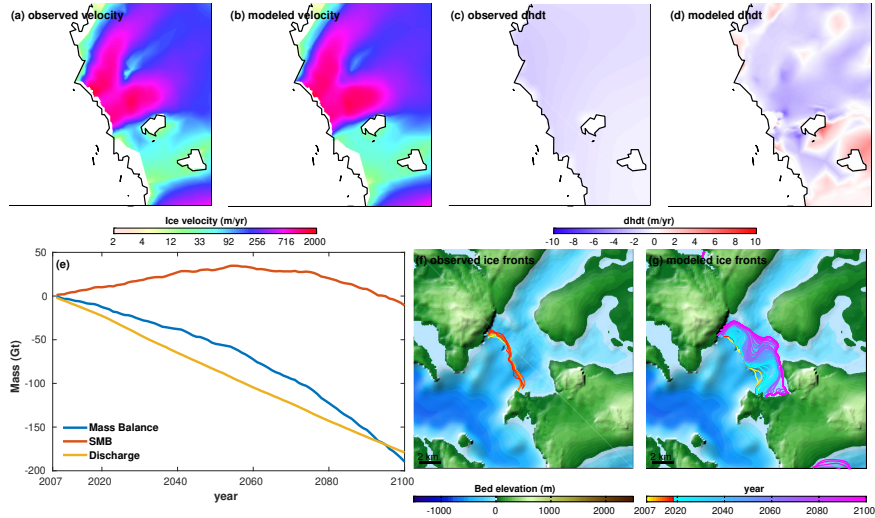 (a) observed velocity
(b) modeled velocity
(c) observed dhdt
(d) modeled dhdt
Ice velocity (m/yr)
2 4 12 33 92 256 716 2000
dhdt (m/yr)
-10 -8 -6 -4 -2 0 2 4 6 8 10
(e)
50
0
-50
-100
-150
-200
Mass (Gt)
Mass Balance
SMB
Discharge
2007 2020 2040 2060 2080 2100
year
(f) observed ice fronts
2 km
(g) modeled ice fronts
2 km
Bed elevation (m)
-1000 0 1000 2000
year
2007 2020 2040 2060 2080 2100